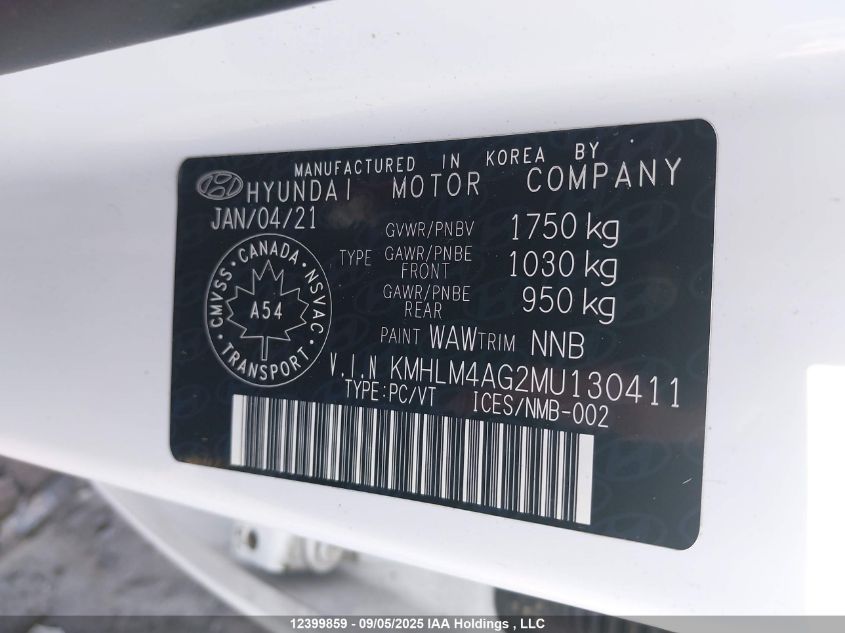 MANUFACTURED IN KOREA BY
HYUNDAI MOTOR COMPANY
JAN/04/21
GVWR/PNBV 1750 kg
TYPE GAWR/PNBE FRONT 1030 kg
GAWR/PNBE REAR 950 kg
CANADA · NSVAC · TRANSPORT · CMVSS
A54
PAINT WAW TRIM NNB
V.I.N KMHLM4AG2MU130411
TYPE:PC/VT ICES/NMB-002
12399859 - 09/05/2025 IAA Holdings, LLC